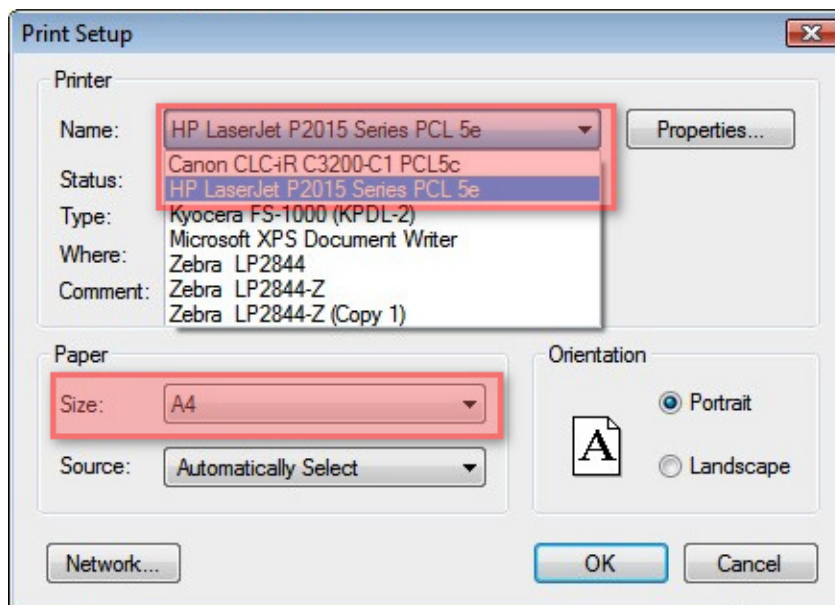 Print Setup
Printer
Name: HP LaserJet P2015 Series PCL 5e Properties...
Canon CLC-iR C3200-C1 PCL5c
Status: HP LaserJet P2015 Series PCL 5e
Type: Kyocera FS-1000 (KPDL-2)
Microsoft XPS Document Writer
Where: Zebra LP2844
Comment: Zebra LP2844-Z
Zebra LP2844-Z (Copy 1)
Paper Orientation
Size: A4 Portrait
A
Source: Automatically Select Landscape
Network... OK Cancel